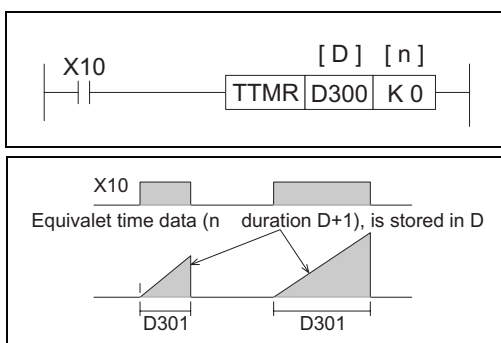 [ D ] [ n ]
X10
TTMR D300 K 0
X10
Equivalet time data (n duration D+1), is stored in D
D301 D301